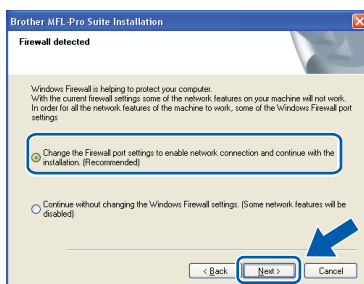 Brother MFL-Pro Suite Installation
Firewall detected
Windows Firewall is helping to protect your computer.
With the current firewall settings some of the network features on your machine will not work.
In order for all the network features of the machine to work, some of the Windows Firewall port
settings
Change the Firewall port settings to enable network connection and continue with the
installation. (Recommended)
Continue without changing the Windows Firewall settings. (Some network features will be
disabled)
< Back
Next >
Cancel